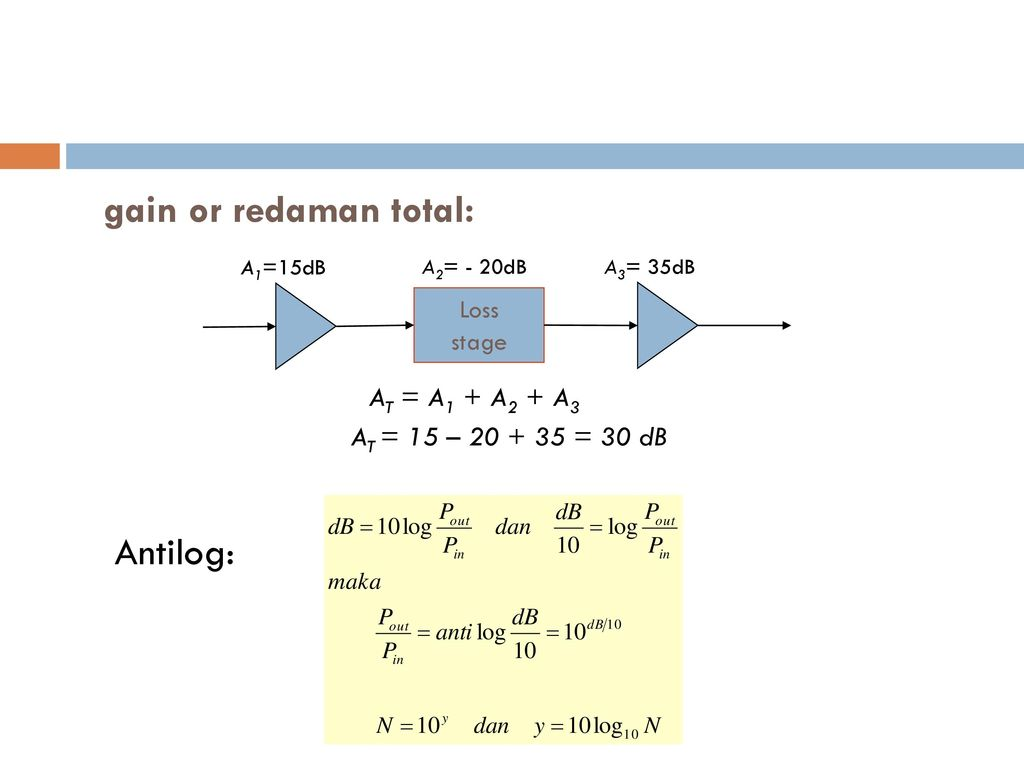 gain or redaman total:
A1=15dB A2= - 20dB A3= 35dB
Loss
stage
AT = A1 + A2 + A3
AT = 15 – 20 + 35 = 30 dB
Antilog:
dB = 10 log Pout/Pin dan dB/10 = log Pout/Pin
maka
Pout/Pin = anti log dB/10 = 10^dB/10
N = 10^y dan y = 10 log10 N